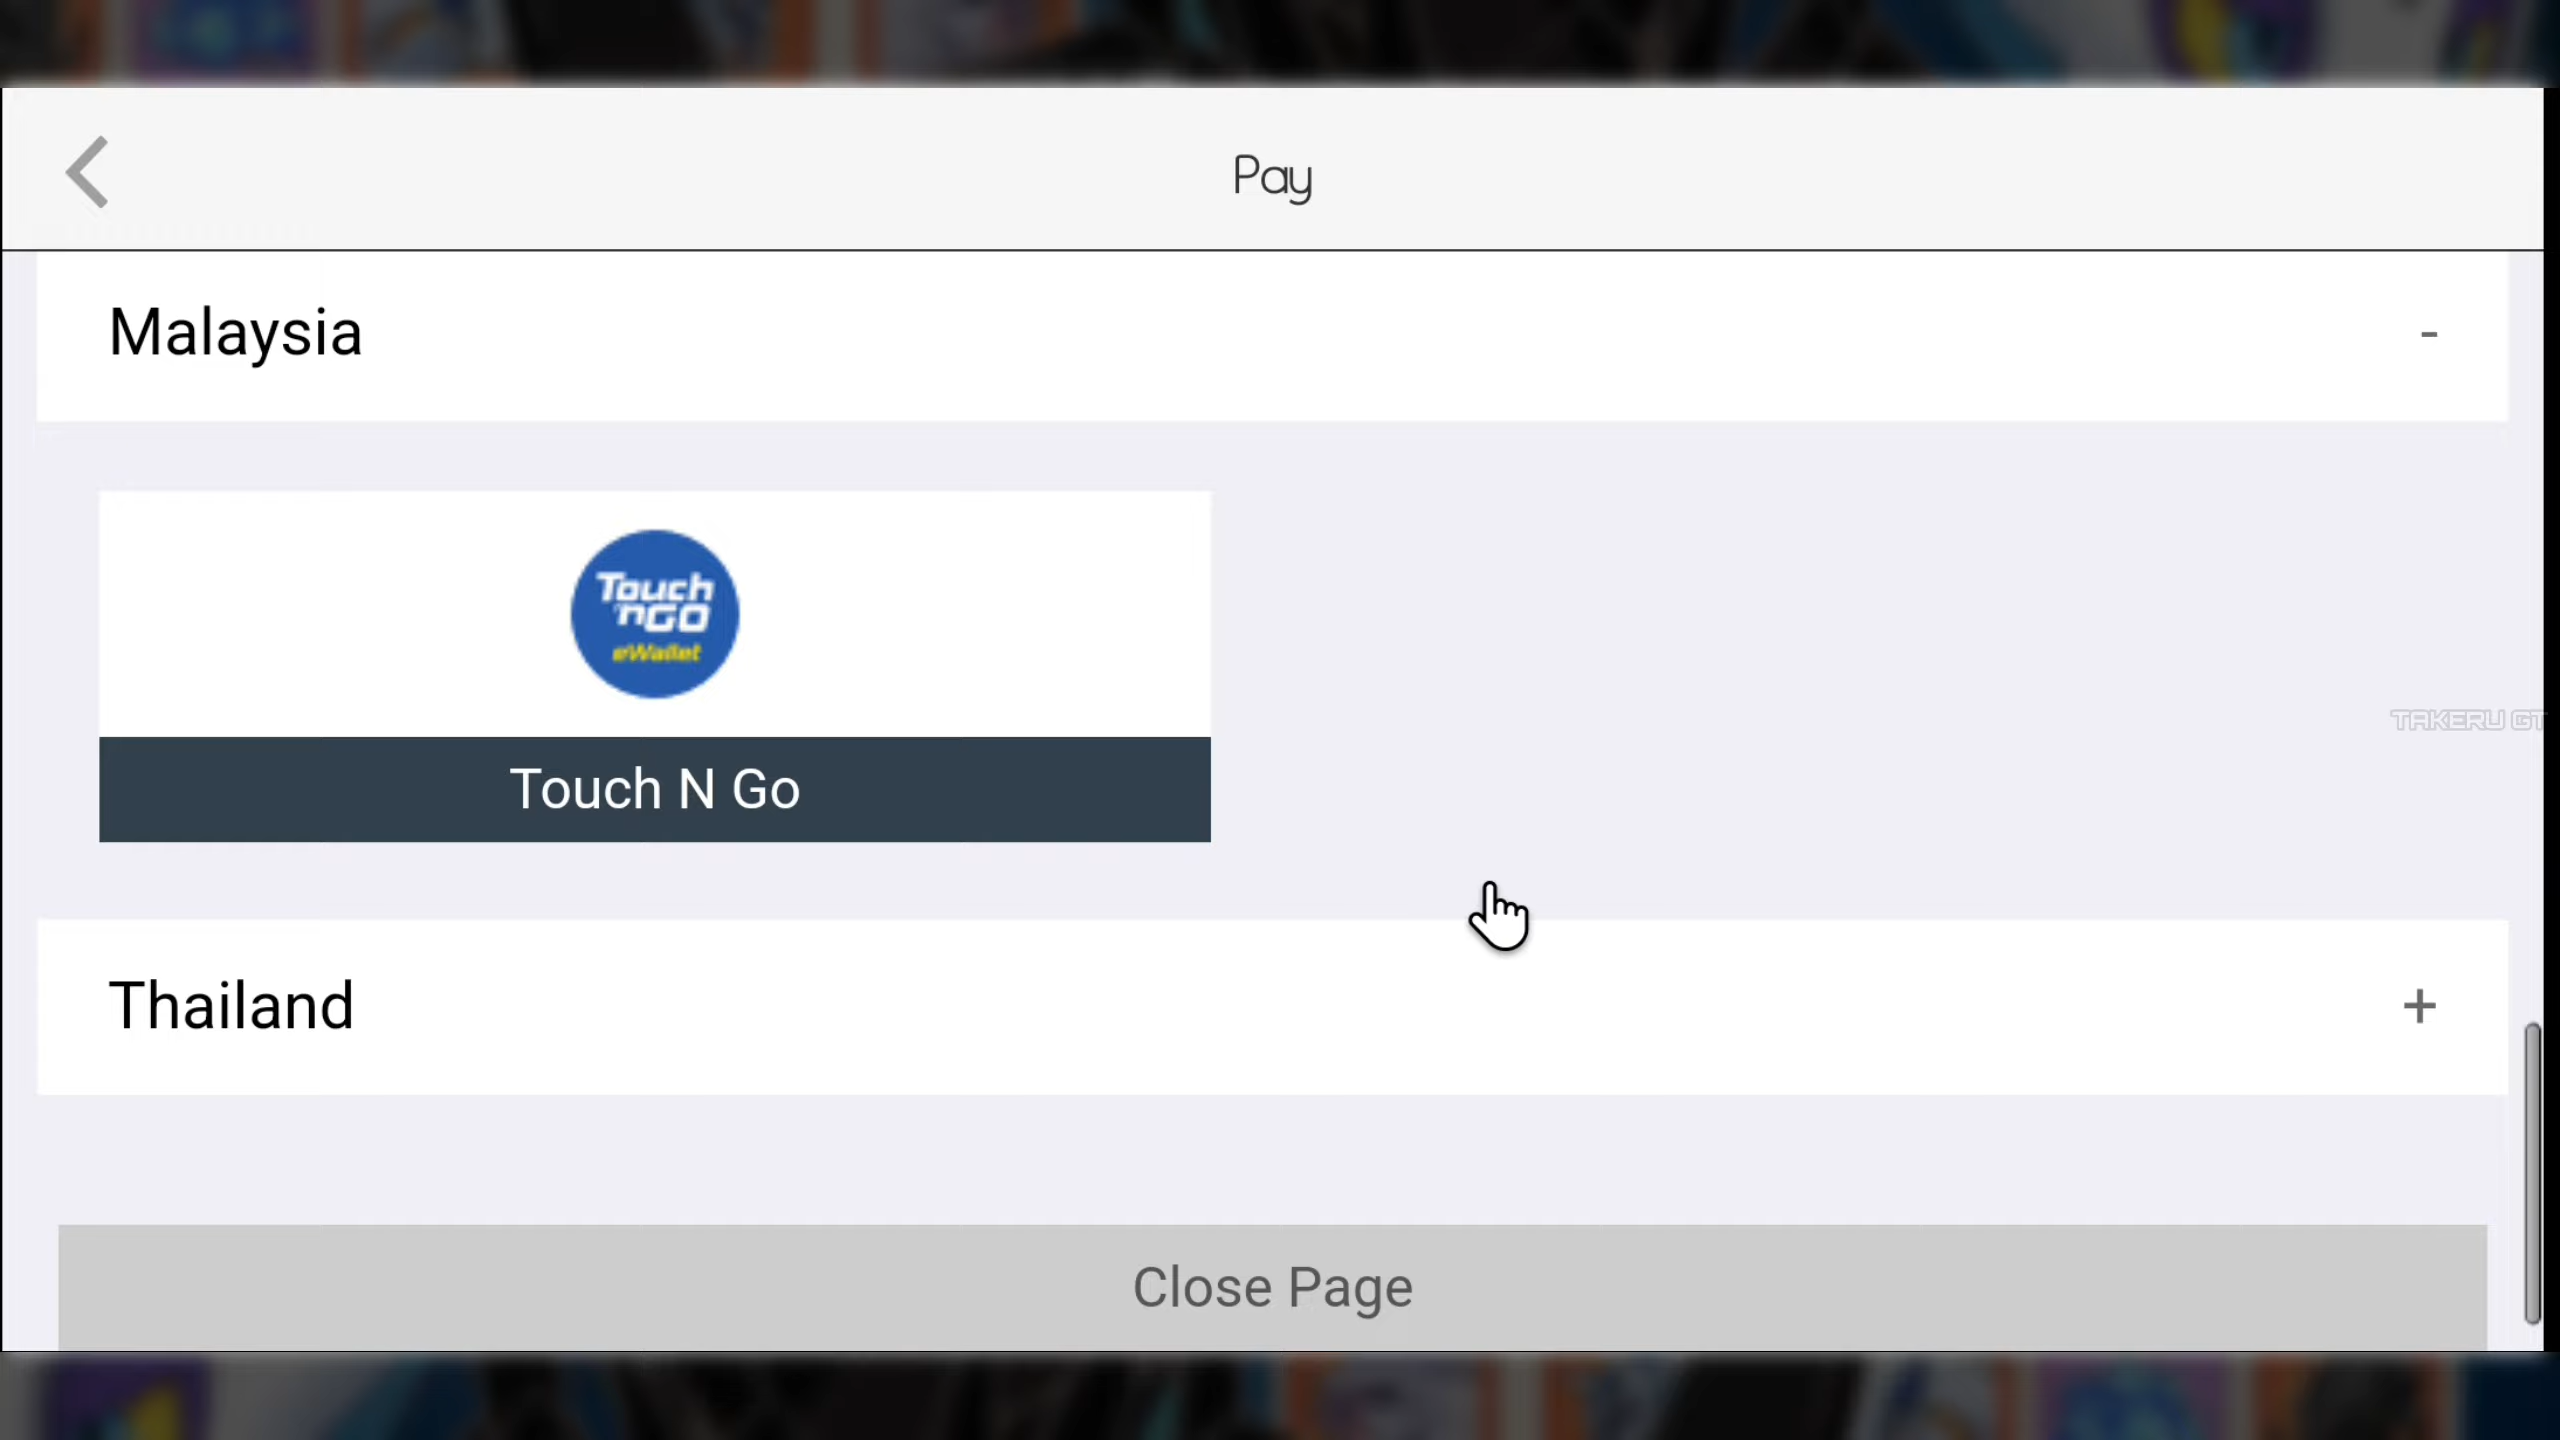 Pay
Malaysia
-
Touch
'nGO
eWallet
Touch N Go
TAKERU GT
Thailand
+
Close Page